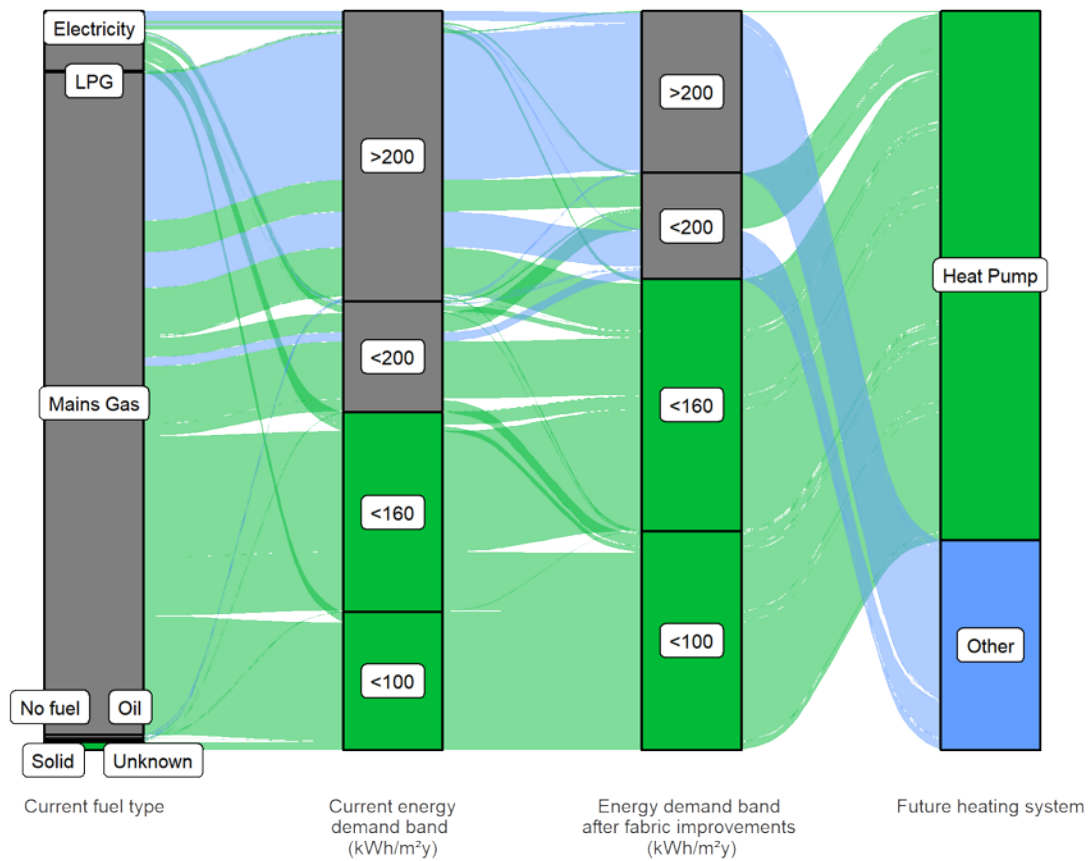 Electricity
LPG
Mains Gas
No fuel
Oil
Solid
Unknown
>200
<200
<160
<100
>200
<200
<160
<100
Heat Pump
Other
Current fuel type
Current energy
demand band
(kWh/m²y)
Energy demand band
after fabric improvements
(kWh/m²y)
Future heating system